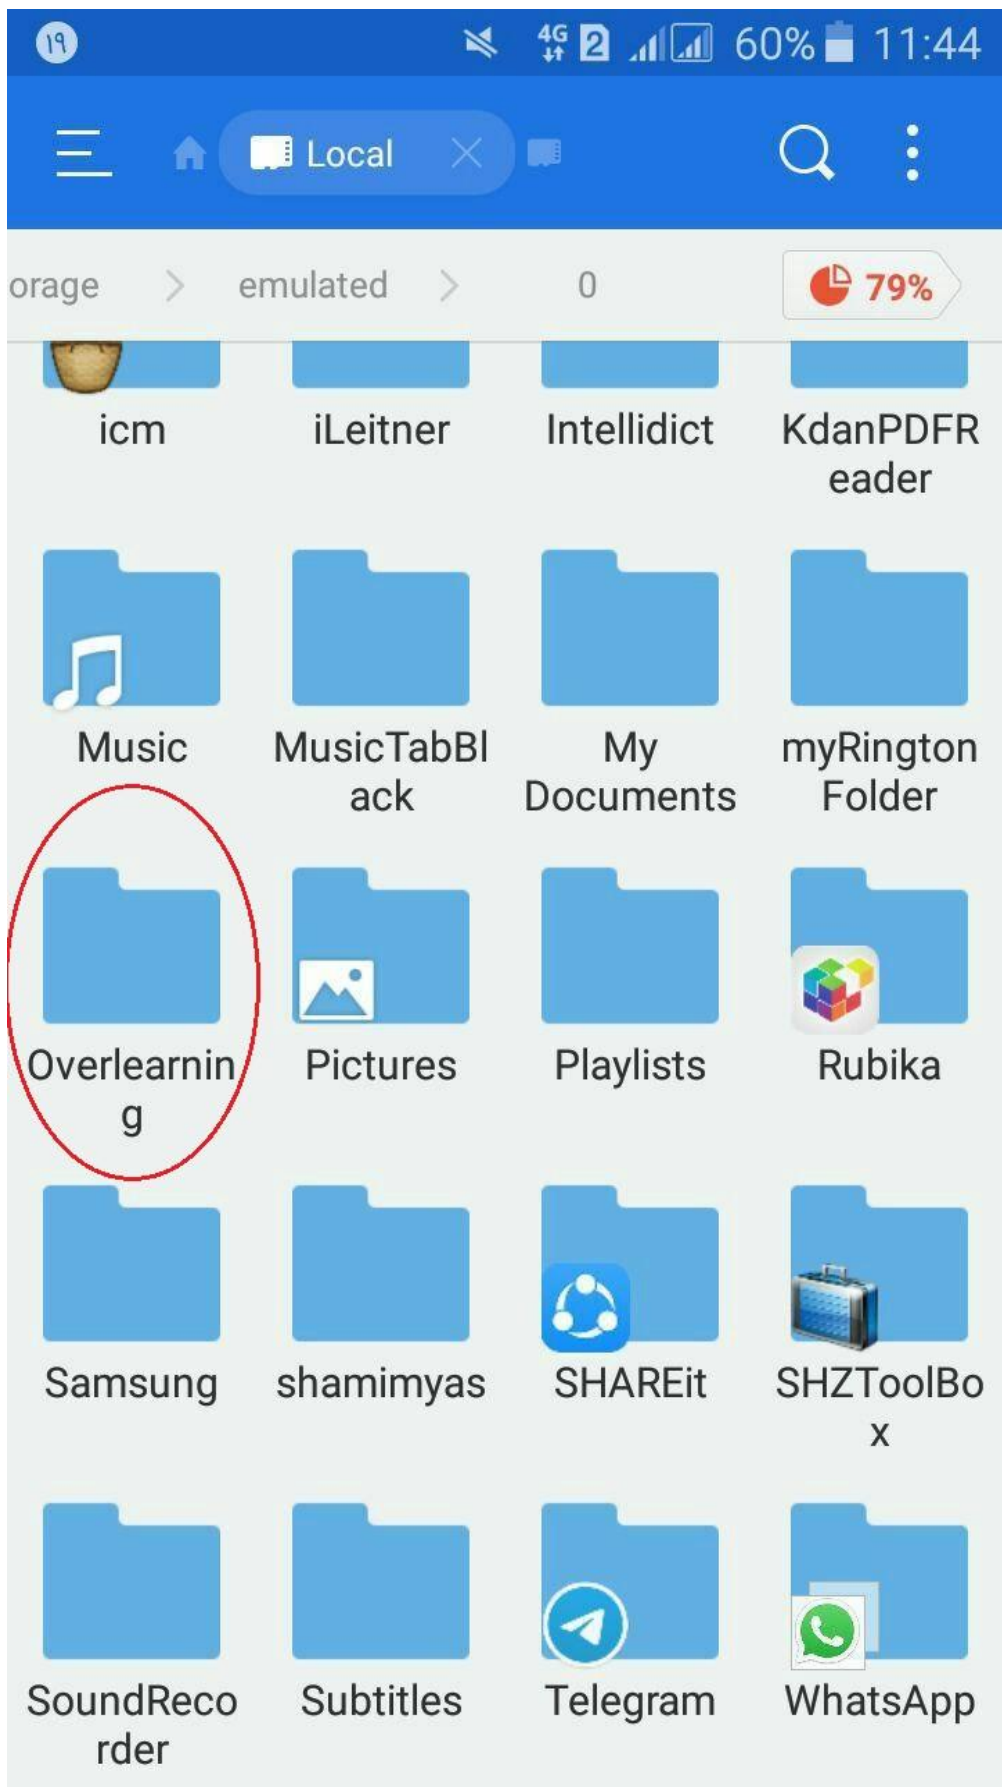 ۱۹ 4G 2 60% 11:44
Local
orage > emulated > 0 79%
icm iLeitner Intellidict KdanPDFR
eader
Music MusicTabBl My myRington
ack Documents Folder
Overlearnin Pictures Playlists Rubika
g
Samsung shamimyas SHAREit SHZToolBo
x
SoundReco Subtitles Telegram WhatsApp
rder